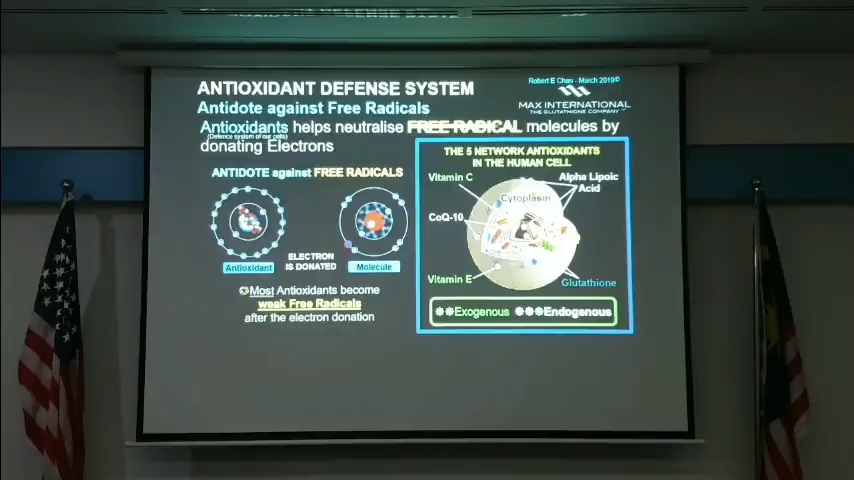 ANTIOXIDANT DEFENSE SYSTEM
Robert E Chan - March 2019©
Antidote against Free Radicals
MAX INTERNATIONAL
THE GLUTATHIONE COMPANY
Antioxidants helps neutralise FREE RADICAL molecules by
(Defence system of our cells)
donating Electrons
ANTIDOTE against FREE RADICALS
ELECTRON
IS DONATED
Antioxidant
Molecule
Most Antioxidants become
weak Free Radicals
after the electron donation
THE 5 NETWORK ANTIOXIDANTS
IN THE HUMAN CELL
Vitamin C
Alpha Lipoic
Acid
Cytoplasm
CoQ-10
Vitamin E
Glutathione
Exogenous Endogenous